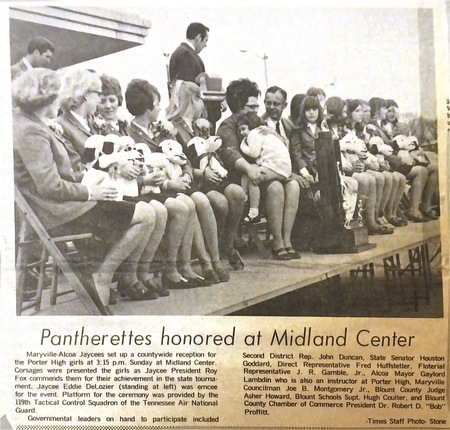 Pantherettes honored at Midland Center
Maryville-Alcoa Jaycees set up a countywide reception
for the Porter High girls at 3:15 p.m. Sunday at Midland Center.
Corsages were presented the girls as Jaycee President Roy
Fox commends them for their achievement in the state tourna-
ment. Jaycee Eddie DeLozier (standing at left) was emcee
for the event. Platform for the ceremony was provided by the
119th Tactical Control Squadron of the Tennessee Air National
Guard.
Governmental leaders on hand to participate included
Second District Rep. John Duncan, State Senator Houston
Goddard, Direct Representative Fred Huffstetler, Floterial
Representative J. R. Gamble, Jr., Alcoa Mayor Gaylord
Lambdin who is also an instructor at Porter High, Maryville
Councilman Joe B. Montgomery Jr., Blount County Judge
Asher Howard, Blount Schools Supt. Hugh Coulter, and Blount
County Chamber of Commerce President Dr. Robert D. "Bob"
Proffitt.
-Times Staff Photo- Stone